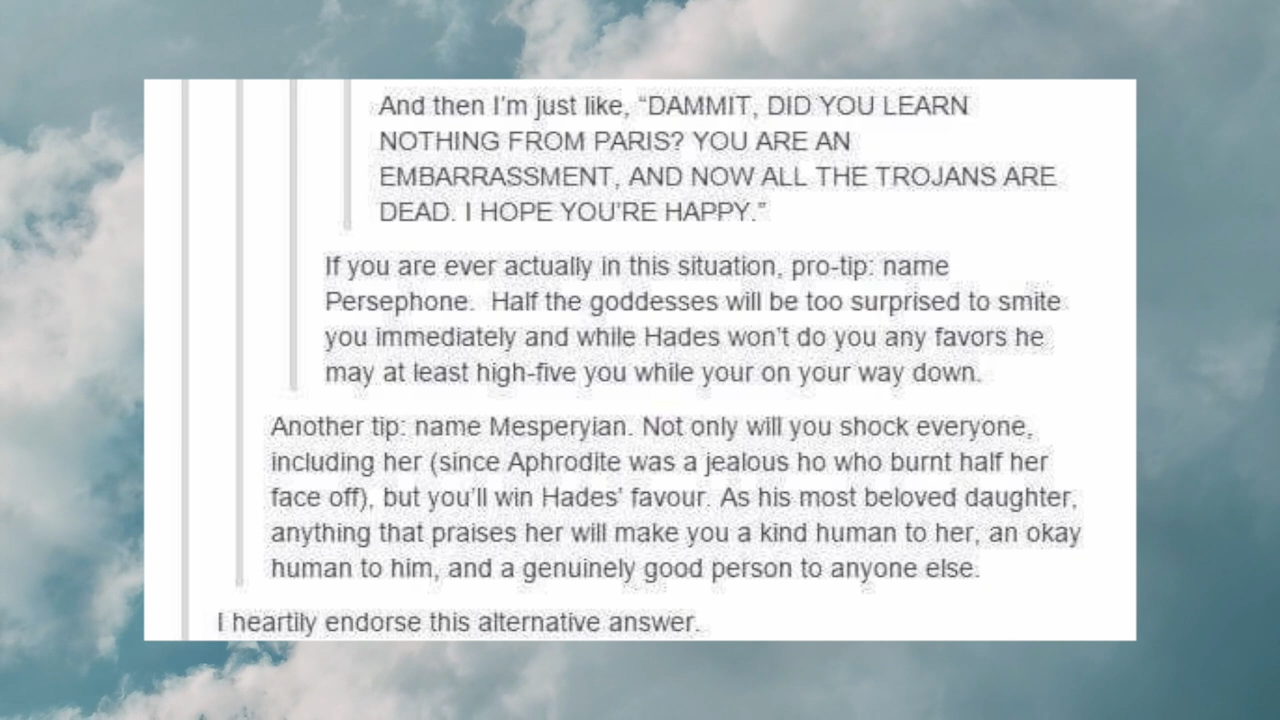 And then I’m just like, “DAMMIT, DID YOU LEARN
NOTHING FROM PARIS? YOU ARE AN
EMBARRASSMENT, AND NOW ALL THE TROJANS ARE
DEAD. I HOPE YOU’RE HAPPY.”
If you are ever actually in this situation, pro-tip: name
Persephone.  Half the goddesses will be too surprised to smite
you immediately and while Hades won’t do you any favors he
may at least high-five you while your on your way down.
Another tip: name Mesperyian. Not only will you shock everyone,
including her (since Aphrodite was a jealous ho who burnt half her
face off), but you’ll win Hades’ favour. As his most beloved daughter,
anything that praises her will make you a kind human to her, an okay
human to him, and a genuinely good person to anyone else.
I heartily endorse this alternative answer.